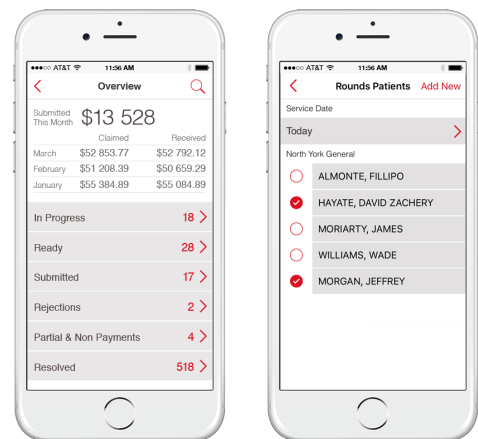 ●●●○○ AT&T 11:56 AM
Overview
Submitted
This Month
$13 528
Claimed Received
March $52 853.77 $52 792.12
February $51 208.39 $50 659.29
January $55 384.89 $55 084.89
In Progress 18
Ready 28
Submitted 17
Rejections 2
Partial & Non Payments 4
Resolved 518
●●●○○ AT&T 11:56 AM
Rounds Patients Add New
Service Date
Today
North York General
ALMONTE, FILLIPO
HAYATE, DAVID ZACHERY
MORIARTY, JAMES
WILLIAMS, WADE
MORGAN, JEFFREY